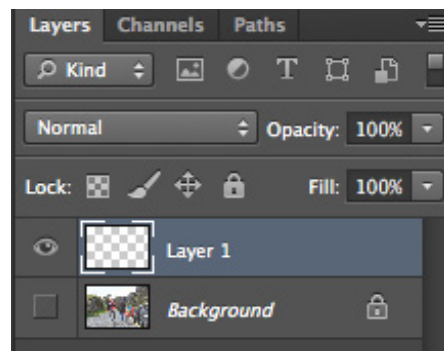 Layers Channels Paths
Kind T
Normal Opacity: 100%
Lock: Fill: 100%
Layer 1
Background